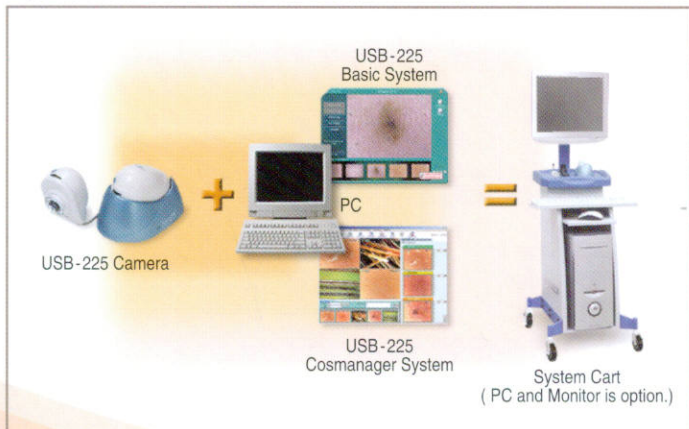 USB-225
Basic System
+
PC
=
USB-225 Camera
USB-225
Cosmanager System
System Cart
( PC and Monitor is option.)